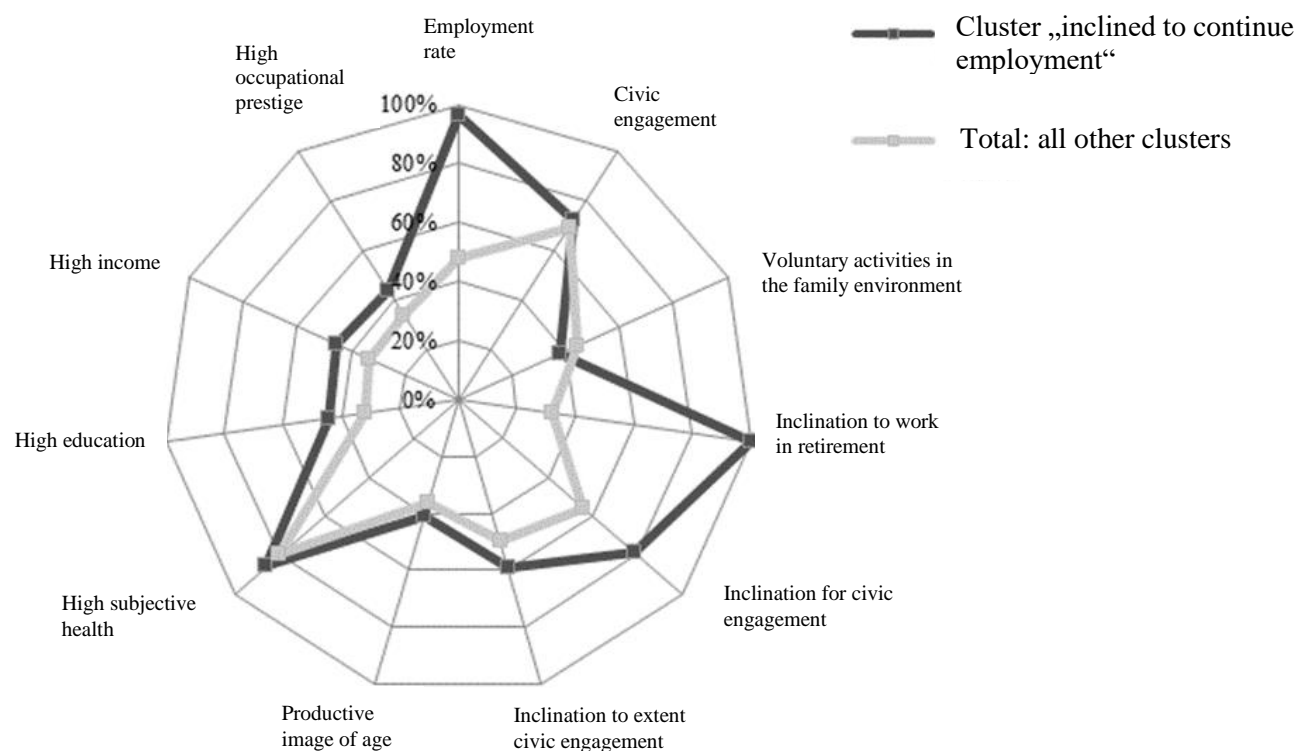 Employment
rate
Civic
engagement
Voluntary activities in
the family environment
Inclination to work
in retirement
Inclination for civic
engagement
Inclination to extent
civic engagement
Productive
image of age
High subjective
health
High education
High income
High
occupational
prestige
100%
80%
60%
40%
20%
0%
Cluster „inclined to continue
employment“
Total: all other clusters